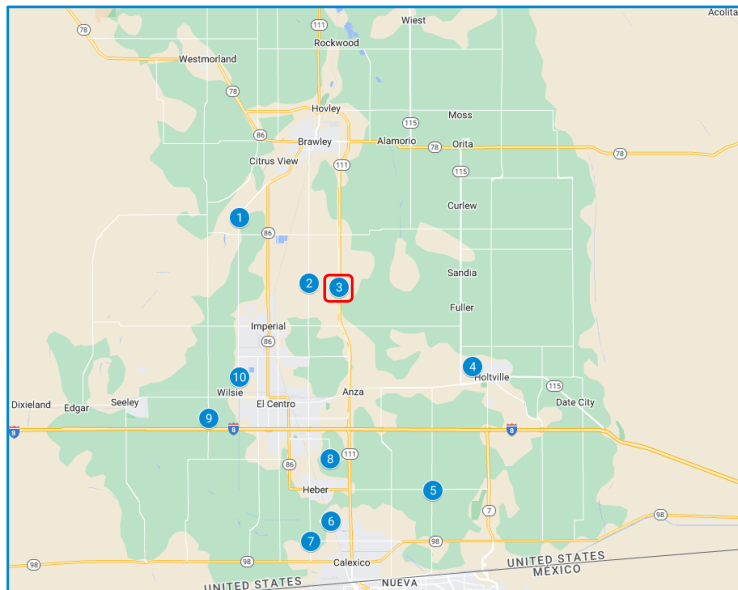 Acolita
Wiest
111
78
Rockwood
Westmorland
78
Hovley
115
Moss
86
Brawley
Alamorio
Orita
78
78
Citrus View
111
115
Curlew
1
86
Sandia
2
3
Fuller
Imperial
86
4
10
Holtville
Wilsie
Anza
115
Dixieland
Edgar
Seeley
El Centro
Date City
9
8
8
8
8
111
86
Heber
5
7
6
98
7
98
98
98
Calexico
UNITED STATES
MÉXICO
UNITED STATES
NUEVA